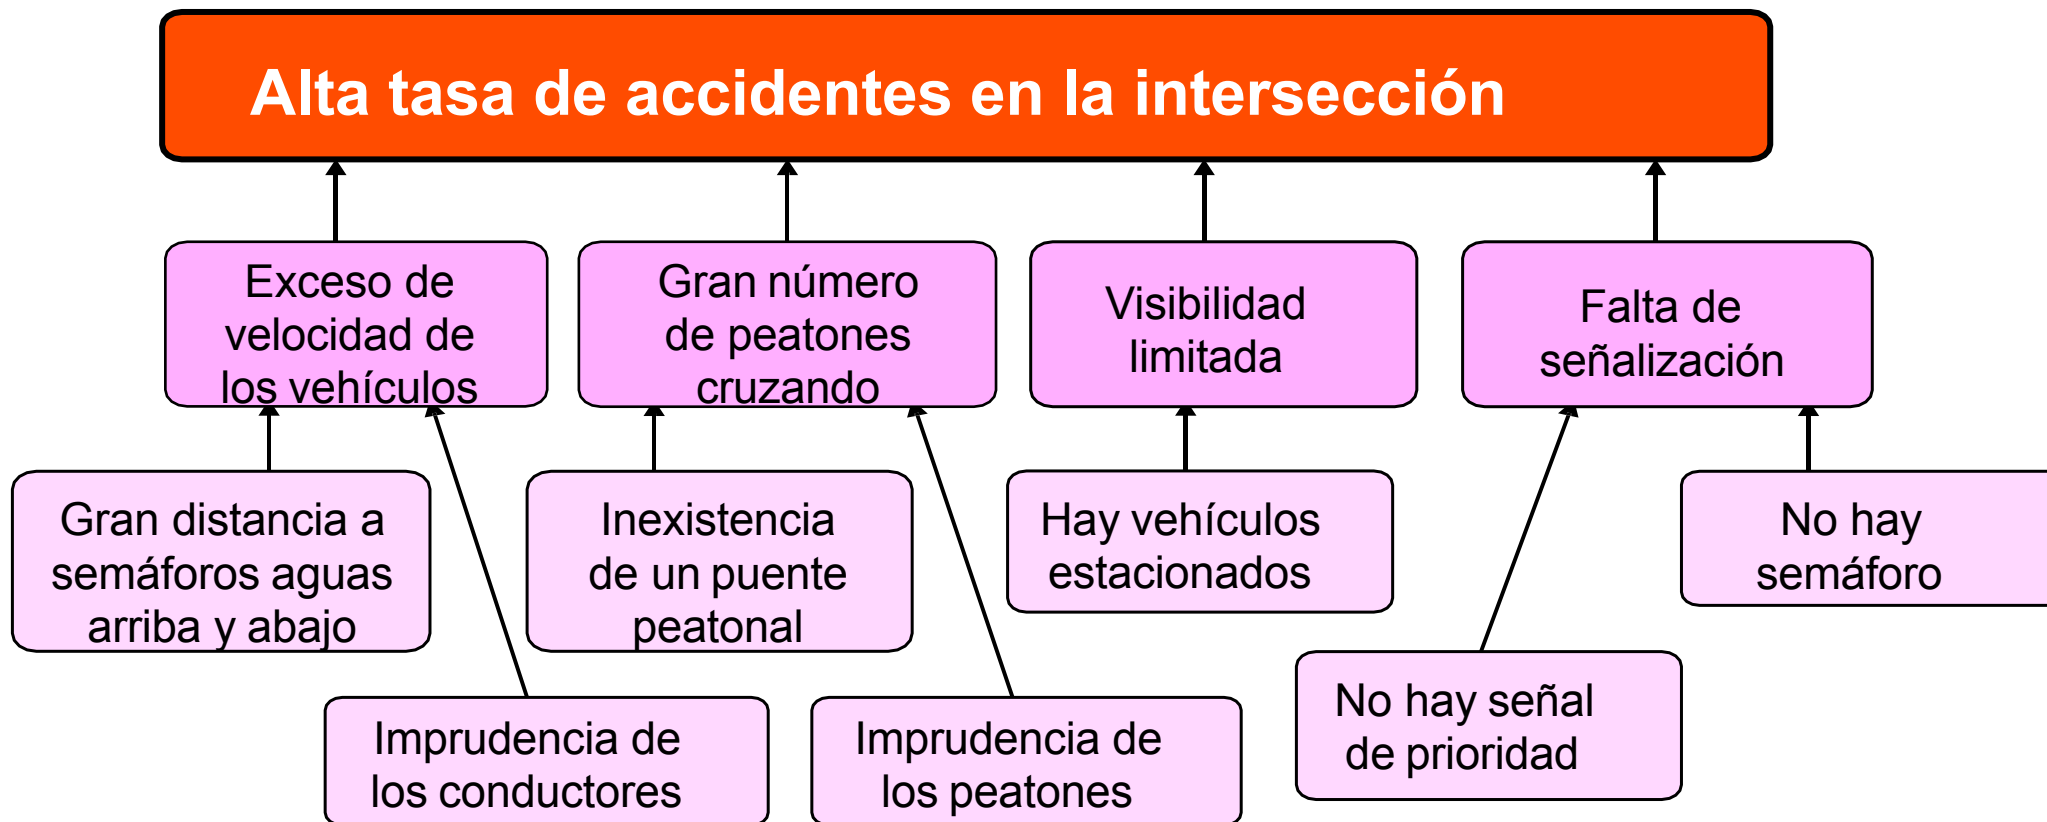 Alta tasa de accidentes en la intersección
Exceso de
velocidad de
los vehículos
Gran número
de peatones
cruzando
Visibilidad
limitada
Falta de
señalización
Gran distancia a
semáforos aguas
arriba y abajo
Inexistencia
de un puente
peatonal
Hay vehículos
estacionados
No hay
semáforo
Imprudencia de
los conductores
Imprudencia de
los peatones
No hay señal
de prioridad